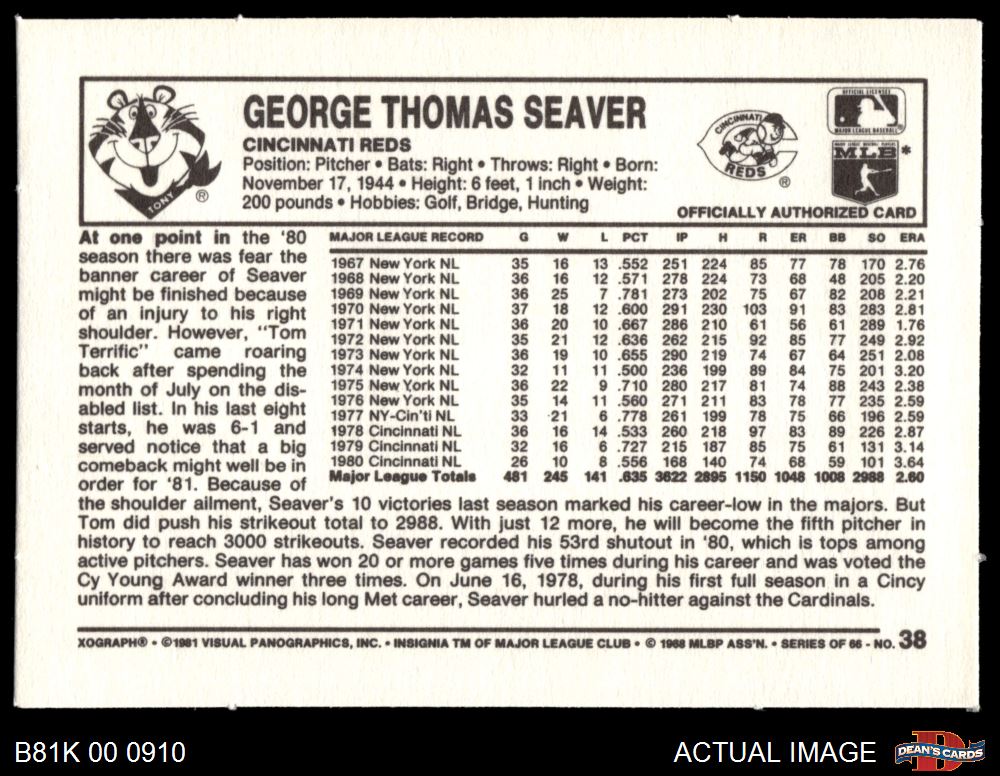 GEORGE THOMAS SEAVER
CINCINNATI REDS
Position: Pitcher • Bats: Right • Throws: Right • Born:
November 17, 1944 • Height: 6 feet, 1 inch • Weight:
200 pounds • Hobbies: Golf, Bridge, Hunting
TONY ®
CINCINNATI
REDS
®
OFFICIAL LICENSEE
MAJOR LEAGUE BASEBALL
MLB *
OFFICIALLY AUTHORIZED CARD
At one point in the '80
season there was fear the
banner career of Seaver
might be finished because
of an injury to his right
shoulder. However, "Tom
Terrific" came roaring
back after spending the
month of July on the dis-
abled list. In his last eight
starts, he was 6-1 and
served notice that a big
comeback might well be in
order for '81. Because of
MAJOR LEAGUE RECORD G W L PCT IP H R ER BB SO ERA
1967 New York NL 35 16 13 .552 251 224 85 77 78 170 2.76
1968 New York NL 36 16 12 .571 278 224 73 68 48 205 2.20
1969 New York NL 36 25 7 .781 273 202 75 67 82 208 2.21
1970 New York NL 37 18 12 .600 291 230 103 91 83 283 2.81
1971 New York NL 36 20 10 .667 286 210 61 56 61 289 1.76
1972 New York NL 35 21 12 .636 262 215 92 85 77 249 2.92
1973 New York NL 36 19 10 .655 290 219 74 67 64 251 2.08
1974 New York NL 32 11 11 .500 236 199 89 84 75 201 3.20
1975 New York NL 36 22 9 .710 280 217 81 74 88 243 2.38
1976 New York NL 35 14 11 .560 271 211 83 78 77 235 2.59
1977 NY-Cin'ti NL 33 21 6 .778 261 199 78 75 66 196 2.59
1978 Cincinnati NL 36 16 14 .533 260 218 97 83 89 226 2.87
1979 Cincinnati NL 32 16 6 .727 215 187 85 75 61 131 3.14
1980 Cincinnati NL 26 10 8 .556 168 140 74 68 59 101 3.64
Major League Totals 481 245 141 .635 3622 2895 1150 1048 1008 2988 2.60
the shoulder ailment, Seaver's 10 victories last season marked his career-low in the majors. But
Tom did push his strikeout total to 2988. With just 12 more, he will become the fifth pitcher in
history to reach 3000 strikeouts. Seaver recorded his 53rd shutout in '80, which is tops among
active pitchers. Seaver has won 20 or more games five times during his career and was voted the
Cy Young Award winner three times. On June 16, 1978, during his first full season in a Cincy
uniform after concluding his long Met career, Seaver hurled a no-hitter against the Cardinals.
XOGRAPH® • ©1981 VISUAL PANOGRAPHICS, INC. • INSIGNIA TM OF MAJOR LEAGUE CLUB • © 1968 MLBP ASS'N. • SERIES OF 66 - NO. 38
B81K 00 0910
ACTUAL IMAGE
DEAN'S CARDS